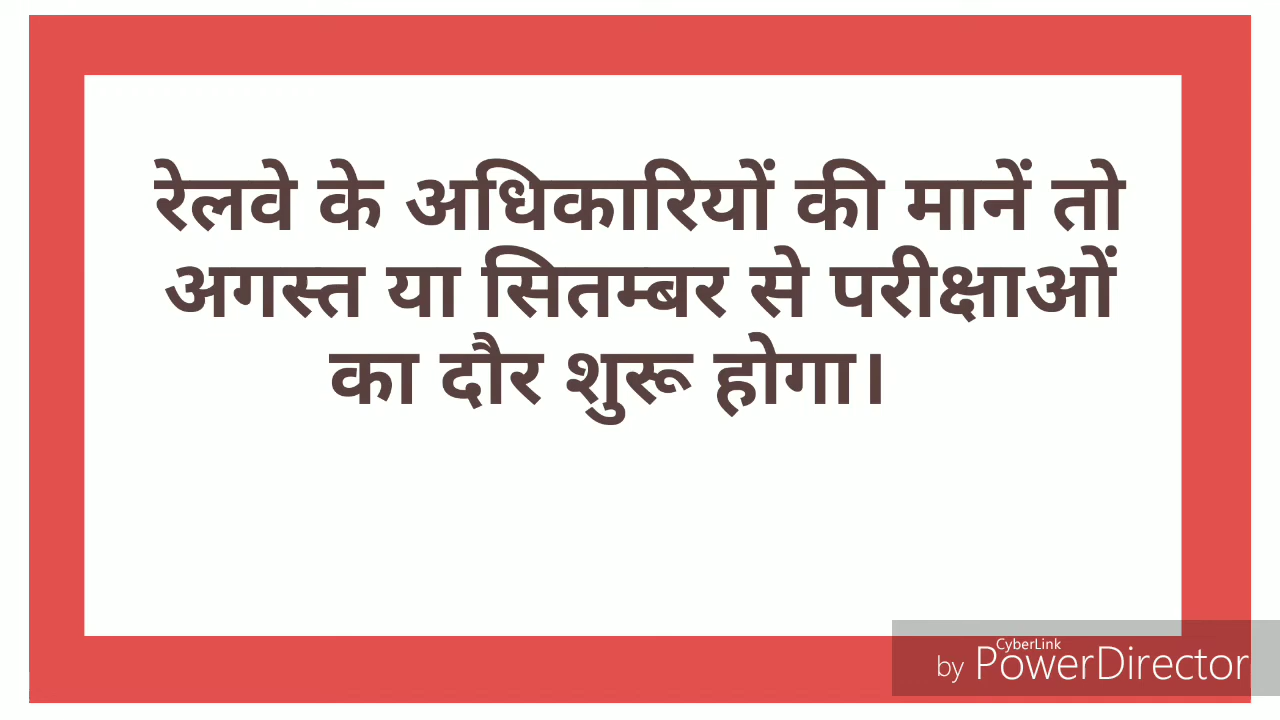 रेलवे के अधिकारियों की मानें तो
अगस्त या सितम्बर से परीक्षाओं
का दौर शुरू होगा।
CyberLink
by PowerDirector